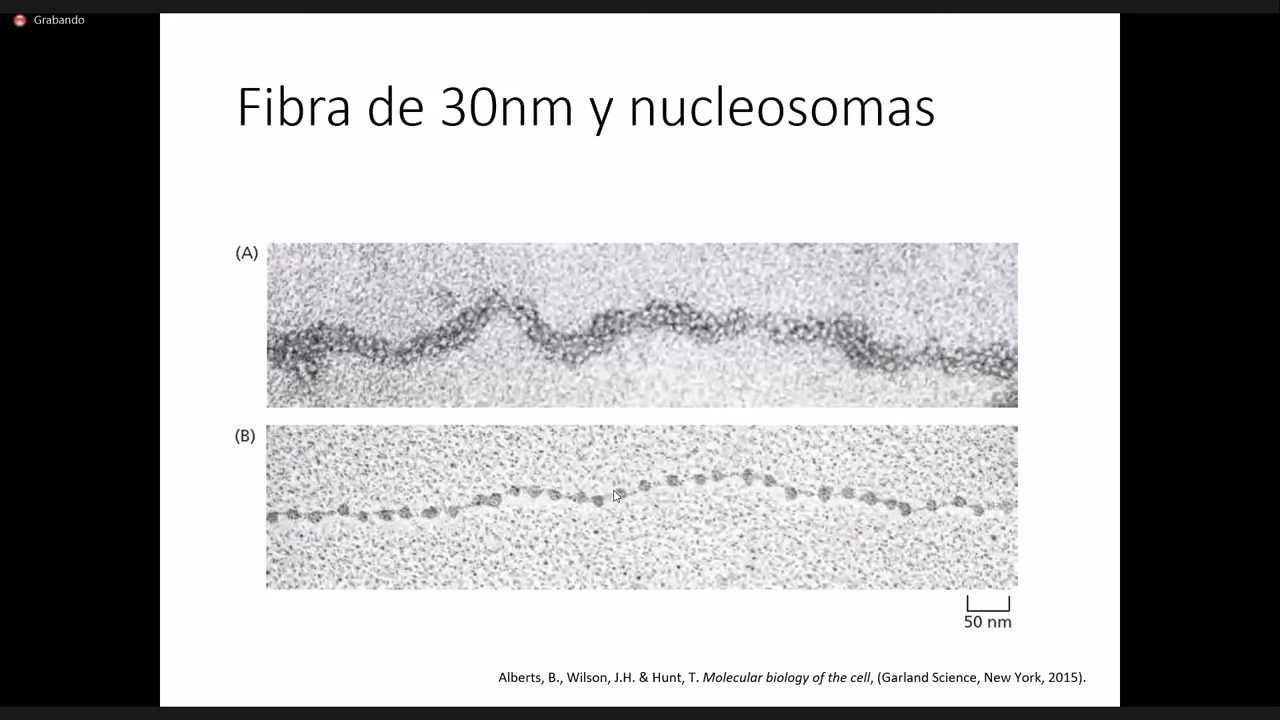 Grabando
Fibra de 30nm y nucleosomas
(A)
(B)
50 nm
Alberts, B., Wilson, J.H. & Hunt, T. Molecular biology of the cell, (Garland Science, New York, 2015).